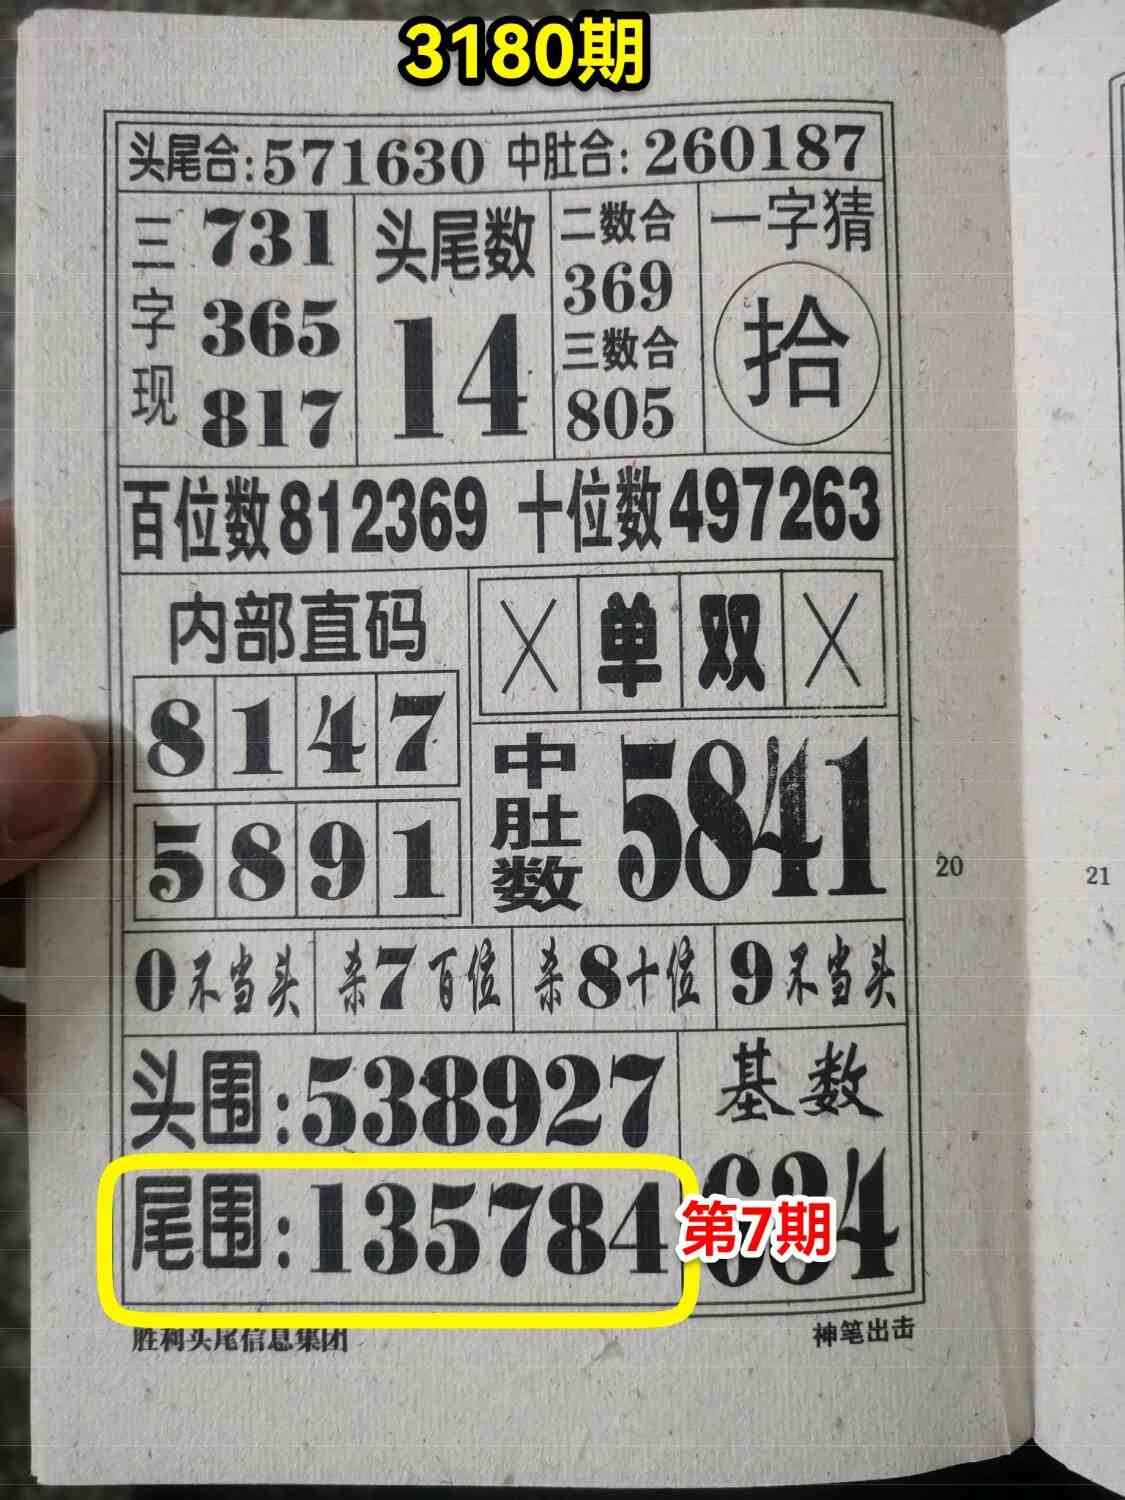 3180期
头尾合:571630 中肚合:260187
三字现
731
365
817
头尾数
14
二数合
369
三数合
805
一字猜
拾
百位数812369 十位数497263
内部直码
8147
5891
╳单双╳
中肚数
5841
0不当头 杀7百位 杀8十位 9不当头
头围:538927
尾围:135784
基数
第7期
胜利头尾信息集团
神笔出击
20
21